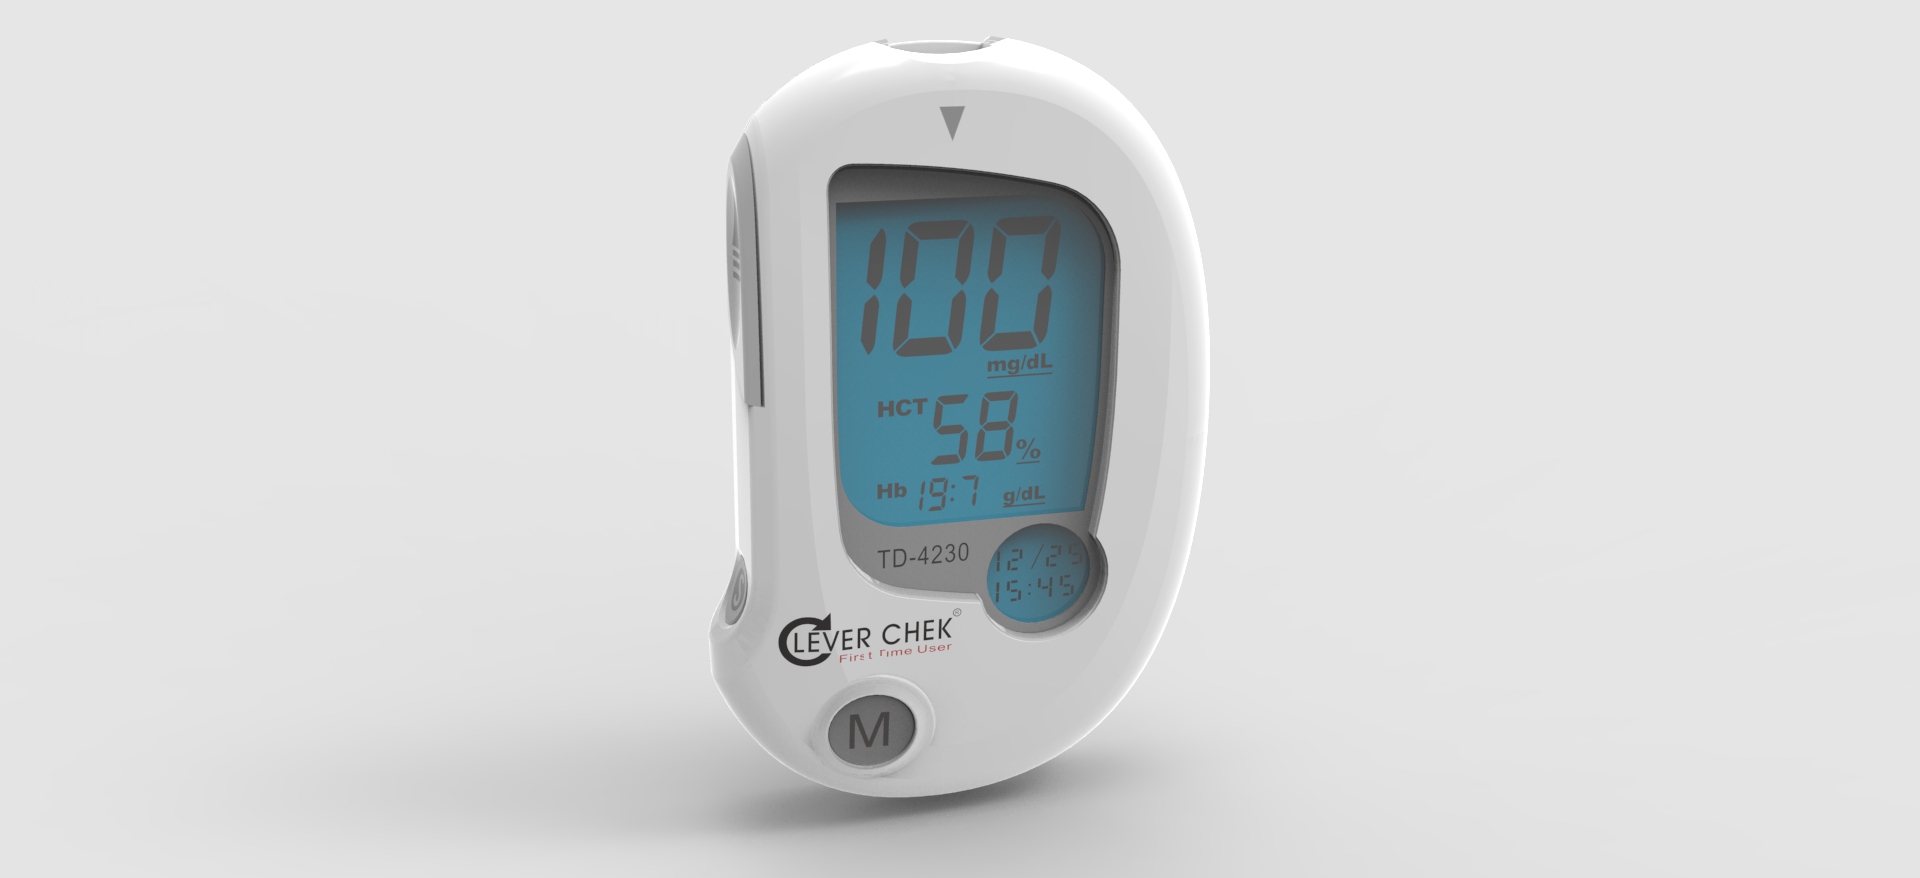 100
mg/dL
HCT 58 %
Hb 19:7 g/dL
TD-4230
12/25
15:45
CLEVER CHEK®
First Time User
M